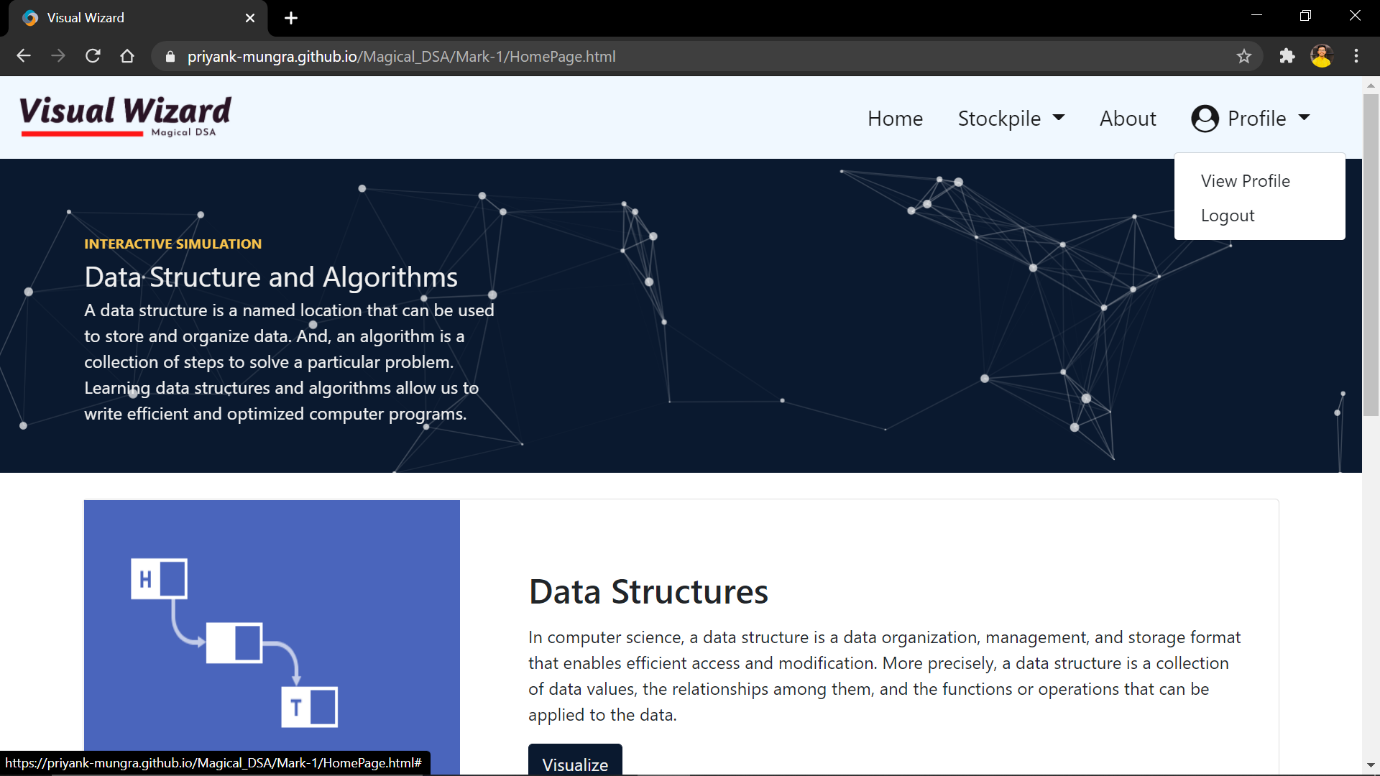 Visual Wizard
priyank-mungra.github.io/Magical_DSA/Mark-1/HomePage.html
Visual Wizard
Magical DSA
Home Stockpile About Profile
View Profile
Logout
INTERACTIVE SIMULATION
Data Structure and Algorithms
A data structure is a named location that can be used
to store and organize data. And, an algorithm is a
collection of steps to solve a particular problem.
Learning data structures and algorithms allow us to
write efficient and optimized computer programs.
H
T
Data Structures
In computer science, a data structure is a data organization, management, and storage format
that enables efficient access and modification. More precisely, a data structure is a collection
of data values, the relationships among them, and the functions or operations that can be
applied to the data.
Visualize
https://priyank-mungra.github.io/Magical_DSA/Mark-1/HomePage.html#